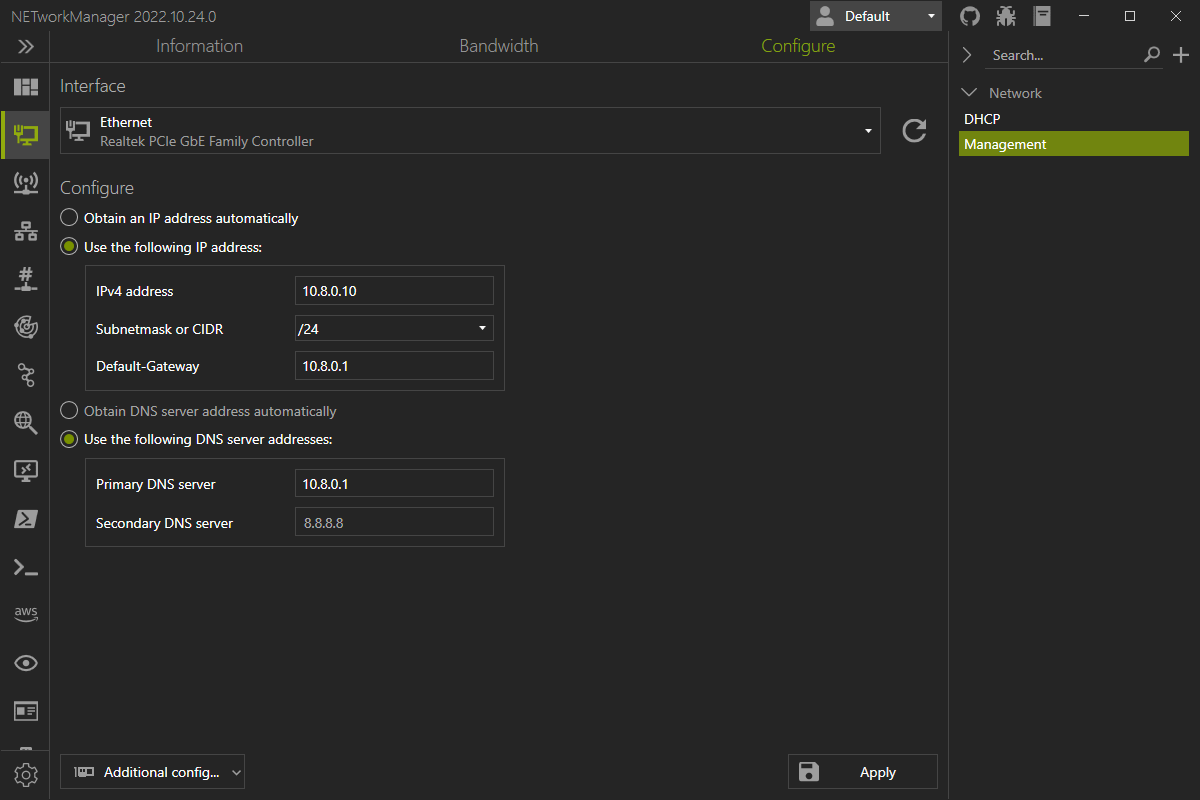 NETworkManager 2022.10.24.0
Default
Information
Bandwidth
Configure
Search...
Interface
Network
Ethernet
Realtek PCIe GbE Family Controller
DHCP
Management
Configure
Obtain an IP address automatically
Use the following IP address:
IPv4 address
10.8.0.10
Subnetmask or CIDR
/24
Default-Gateway
10.8.0.1
Obtain DNS server address automatically
Use the following DNS server addresses:
Primary DNS server
10.8.0.1
Secondary DNS server
8.8.8.8
aws
Additional config...
Apply